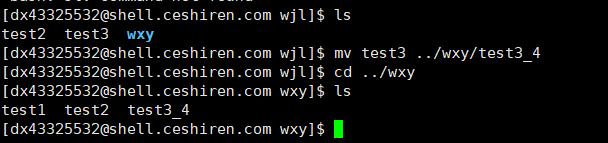 [dx43325532@shell.ceshiren.com wjl]$ ls
test2  test3  wxy
[dx43325532@shell.ceshiren.com wjl]$ mv test3 ../wxy/test3_4
[dx43325532@shell.ceshiren.com wjl]$ cd ../wxy
[dx43325532@shell.ceshiren.com wxy]$ ls
test1  test2  test3_4
[dx43325532@shell.ceshiren.com wxy]$